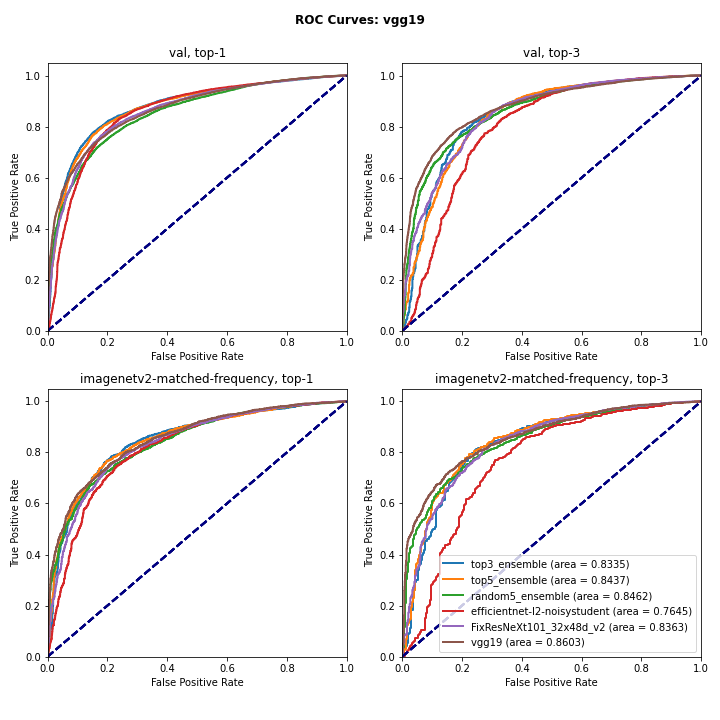 ROC Curves: vgg19
val, top-1
1.0
0.8
0.6
0.4
0.2
0.0
True Positive Rate
0.0 0.2 0.4 0.6 0.8 1.0
False Positive Rate
val, top-3
1.0
0.8
0.6
0.4
0.2
0.0
True Positive Rate
0.0 0.2 0.4 0.6 0.8 1.0
False Positive Rate
imagenetv2-matched-frequency, top-1
1.0
0.8
0.6
0.4
0.2
0.0
True Positive Rate
0.0 0.2 0.4 0.6 0.8 1.0
False Positive Rate
imagenetv2-matched-frequency, top-3
1.0
0.8
0.6
0.4
0.2
0.0
True Positive Rate
top3_ensemble (area = 0.8335)
top5_ensemble (area = 0.8437)
random5_ensemble (area = 0.8462)
efficientnet-l2-noisystudent (area = 0.7645)
FixResNeXt101_32x48d_v2 (area = 0.8363)
vgg19 (area = 0.8603)
0.0 0.2 0.4 0.6 0.8 1.0
False Positive Rate